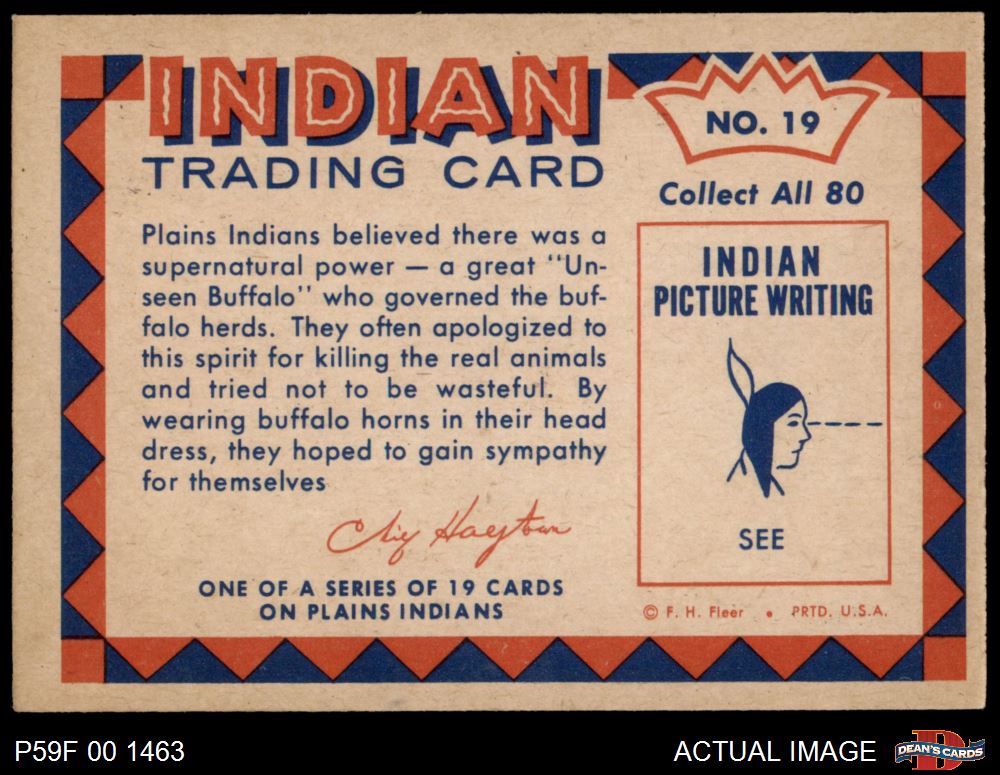 INDIAN
TRADING CARD
NO. 19
Collect All 80
Plains Indians believed there was a
supernatural power — a great "Un-
seen Buffalo" who governed the buf-
falo herds. They often apologized to
this spirit for killing the real animals
and tried not to be wasteful. By
wearing buffalo horns in their head
dress, they hoped to gain sympathy
for themselves
ONE OF A SERIES OF 19 CARDS
ON PLAINS INDIANS
INDIAN
PICTURE WRITING
SEE
© F. H. Fleer • PRTD. U.S.A.
P59F 00 1463
ACTUAL IMAGE
DEAN'S CARDS